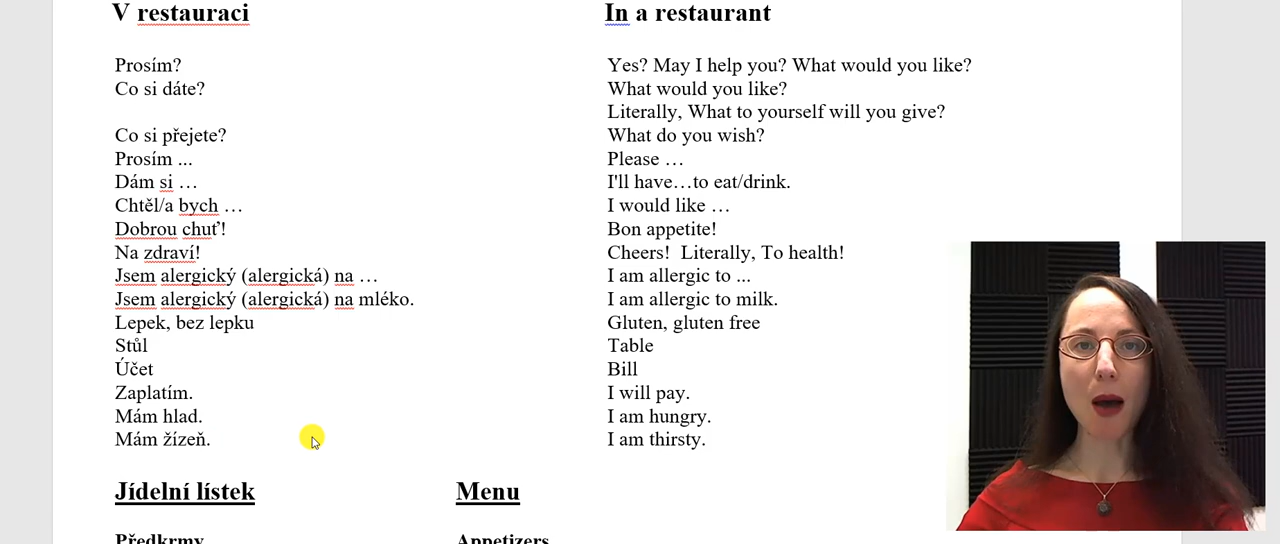 V restauraci In a restaurant
Prosím? Yes? May I help you? What would you like?
Co si dáte? What would you like?
Literally, What to yourself will you give?
Co si přejete? What do you wish?
Prosím ... Please …
Dám si … I'll have…to eat/drink.
Chtěl/a bych … I would like …
Dobrou chuť! Bon appetite!
Na zdraví! Cheers!  Literally, To health!
Jsem alergický (alergická) na … I am allergic to ...
Jsem alergický (alergická) na mléko. I am allergic to milk.
Lepek, bez lepku Gluten, gluten free
Stůl Table
Účet Bill
Zaplatím. I will pay.
Mám hlad. I am hungry.
Mám žízeň. I am thirsty.
Jídelní lístek Menu
Předkrmy Appetizers